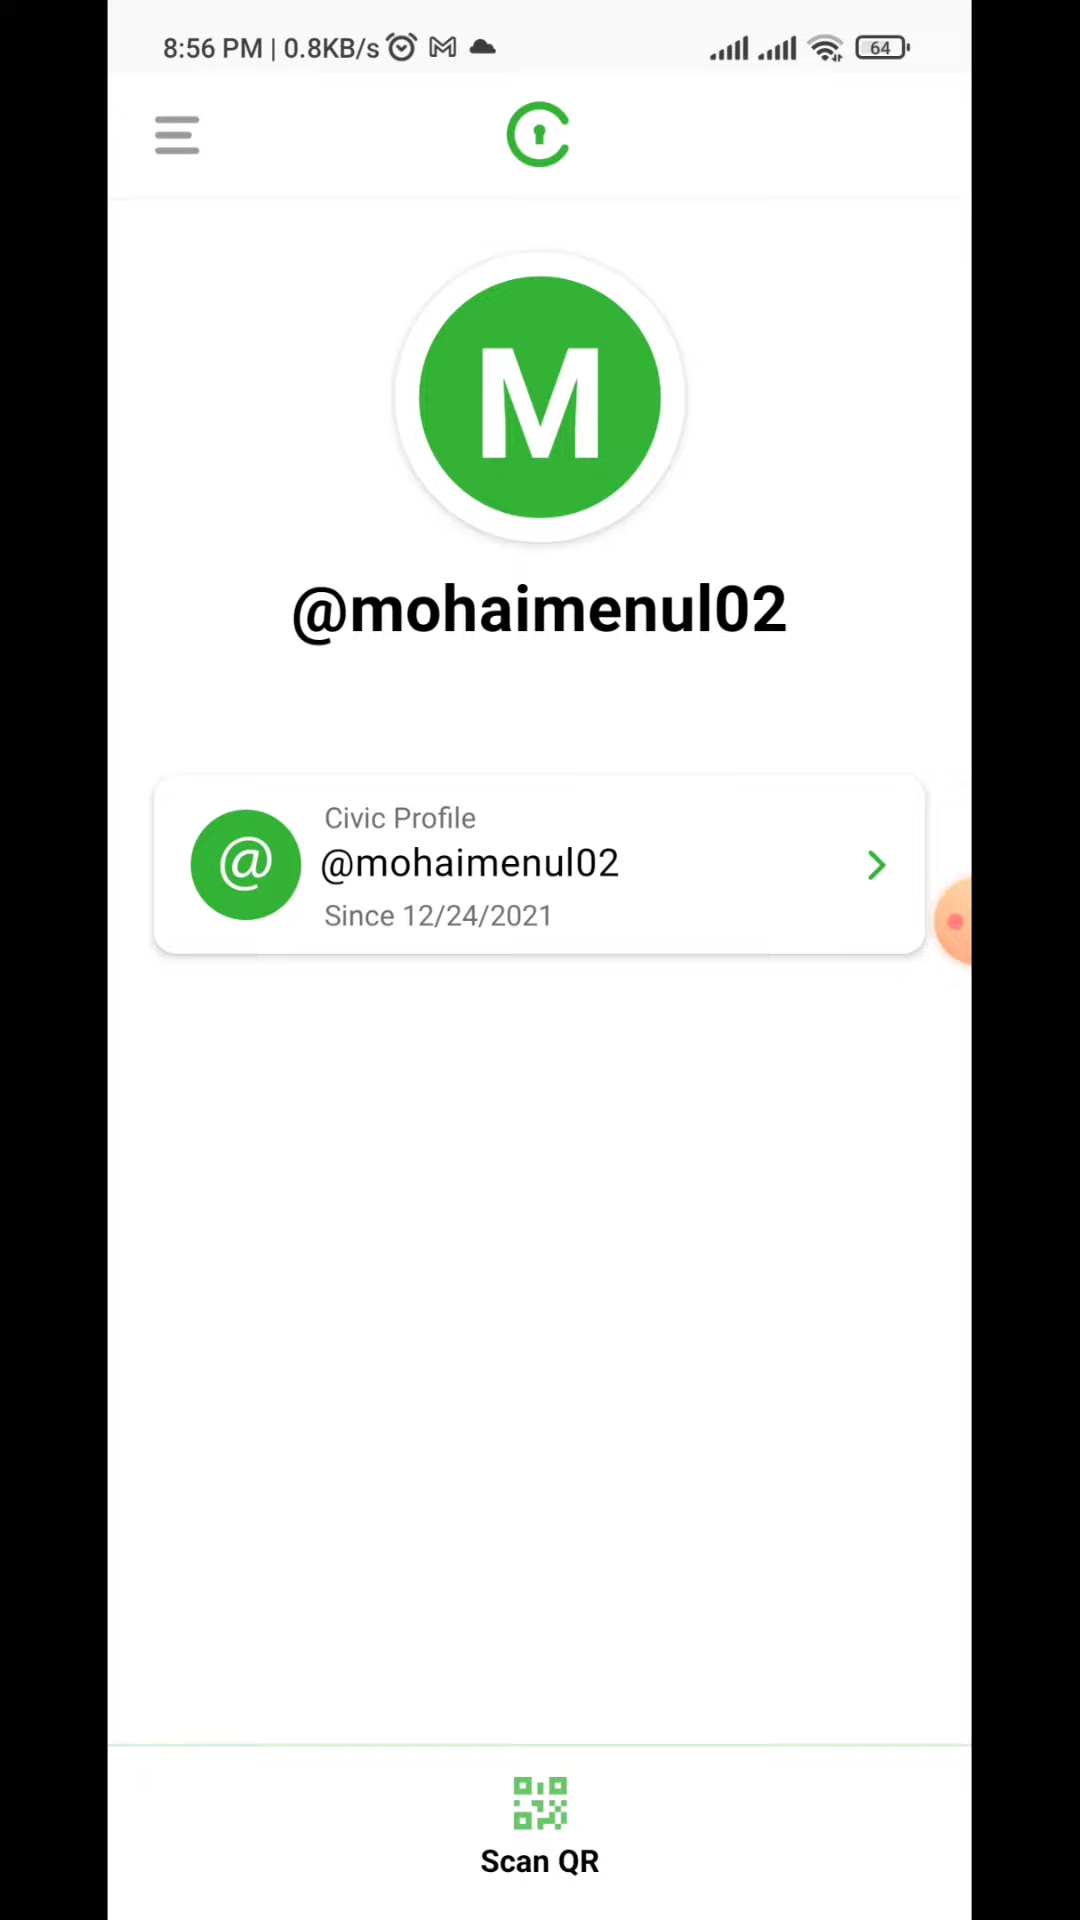 8:56 PM | 0.8KB/s
64
M
@mohaimenul02
@
Civic Profile
@mohaimenul02
Since 12/24/2021
Scan QR